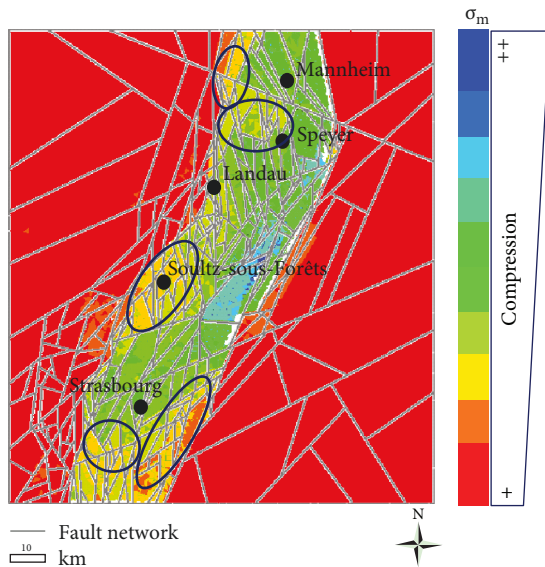 σm
++
Mannheim
Speyer
Landau
Soultz-sous-Forêts
Compression
Strasbourg
+
Fault network
10
km
N